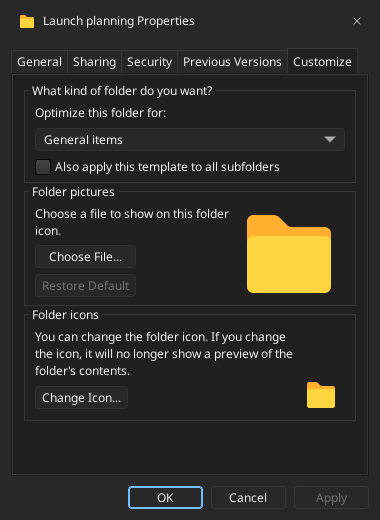 Launch planning Properties
General Sharing Security Previous Versions Customize
What kind of folder do you want?
Optimize this folder for:
General items
Also apply this template to all subfolders
Folder pictures
Choose a file to show on this folder
icon.
Choose File...
Restore Default
Folder icons
You can change the folder icon. If you change
the icon, it will no longer show a preview of the
folder's contents.
Change Icon...
OK Cancel Apply